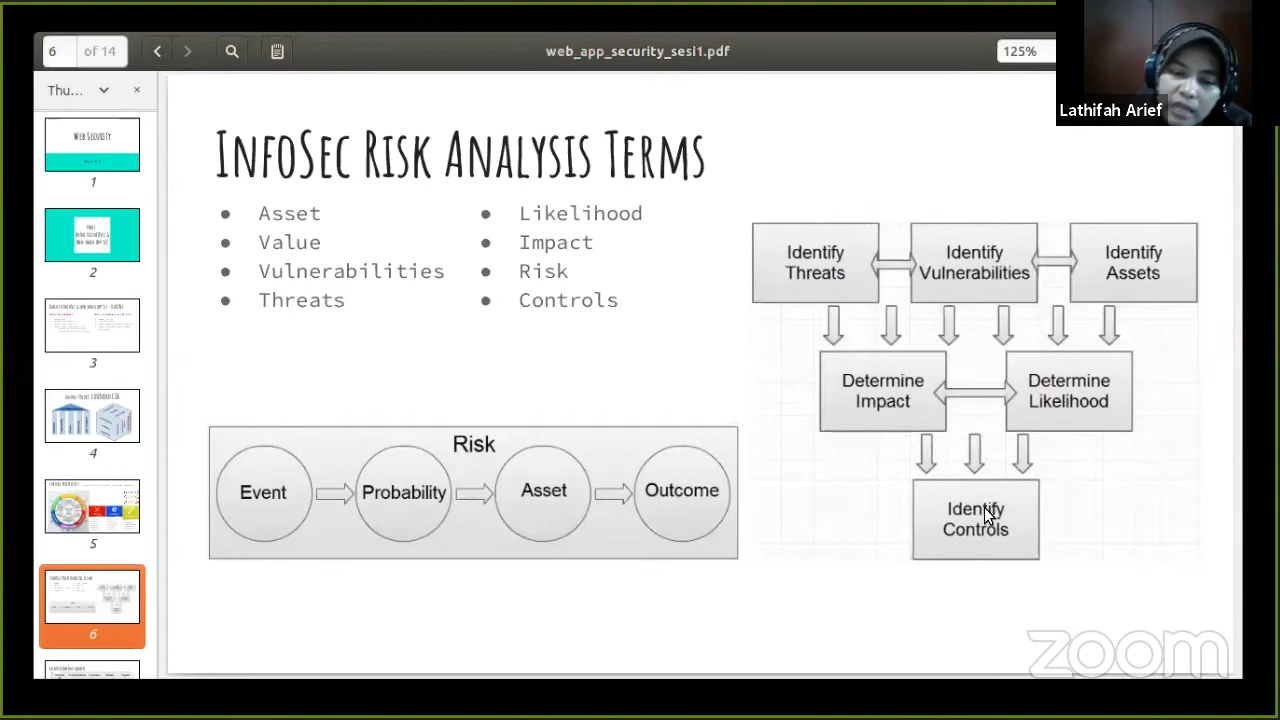 6 of 14
web_app_security_sesi1.pdf
125%
Lathifah Arief
Thu...
WEB SECURITY
1
2
3
4
5
6
INFOSEC RISK ANALYSIS TERMS
Asset
Value
Vulnerabilities
Threats
Likelihood
Impact
Risk
Controls
Risk
Event
Probability
Asset
Outcome
Identify
Threats
Identify
Vulnerabilities
Identify
Assets
Determine
Impact
Determine
Likelihood
Identify
Controls
zoom